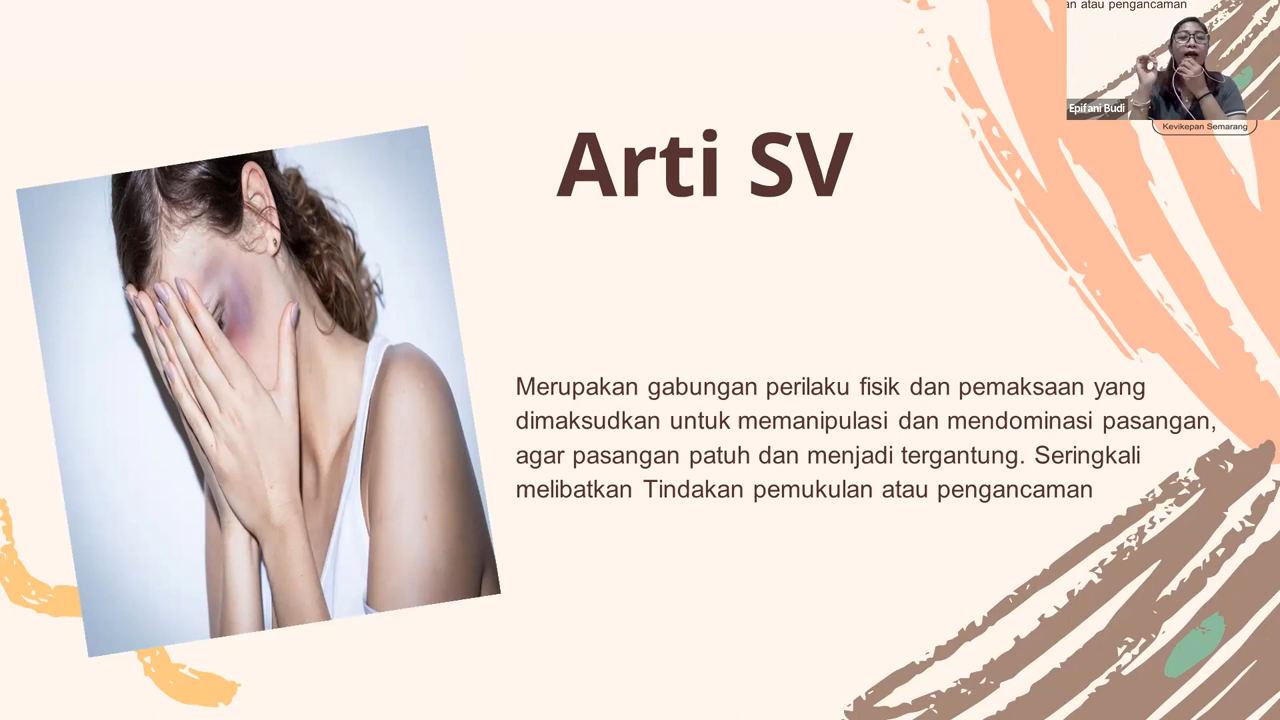 an atau pengancaman
Epifani Budi
Kevikepan Semarang
Arti SV
Merupakan gabungan perilaku fisik dan pemaksaan yang
dimaksudkan untuk memanipulasi dan mendominasi pasangan,
agar pasangan patuh dan menjadi tergantung. Seringkali
melibatkan Tindakan pemukulan atau pengancaman